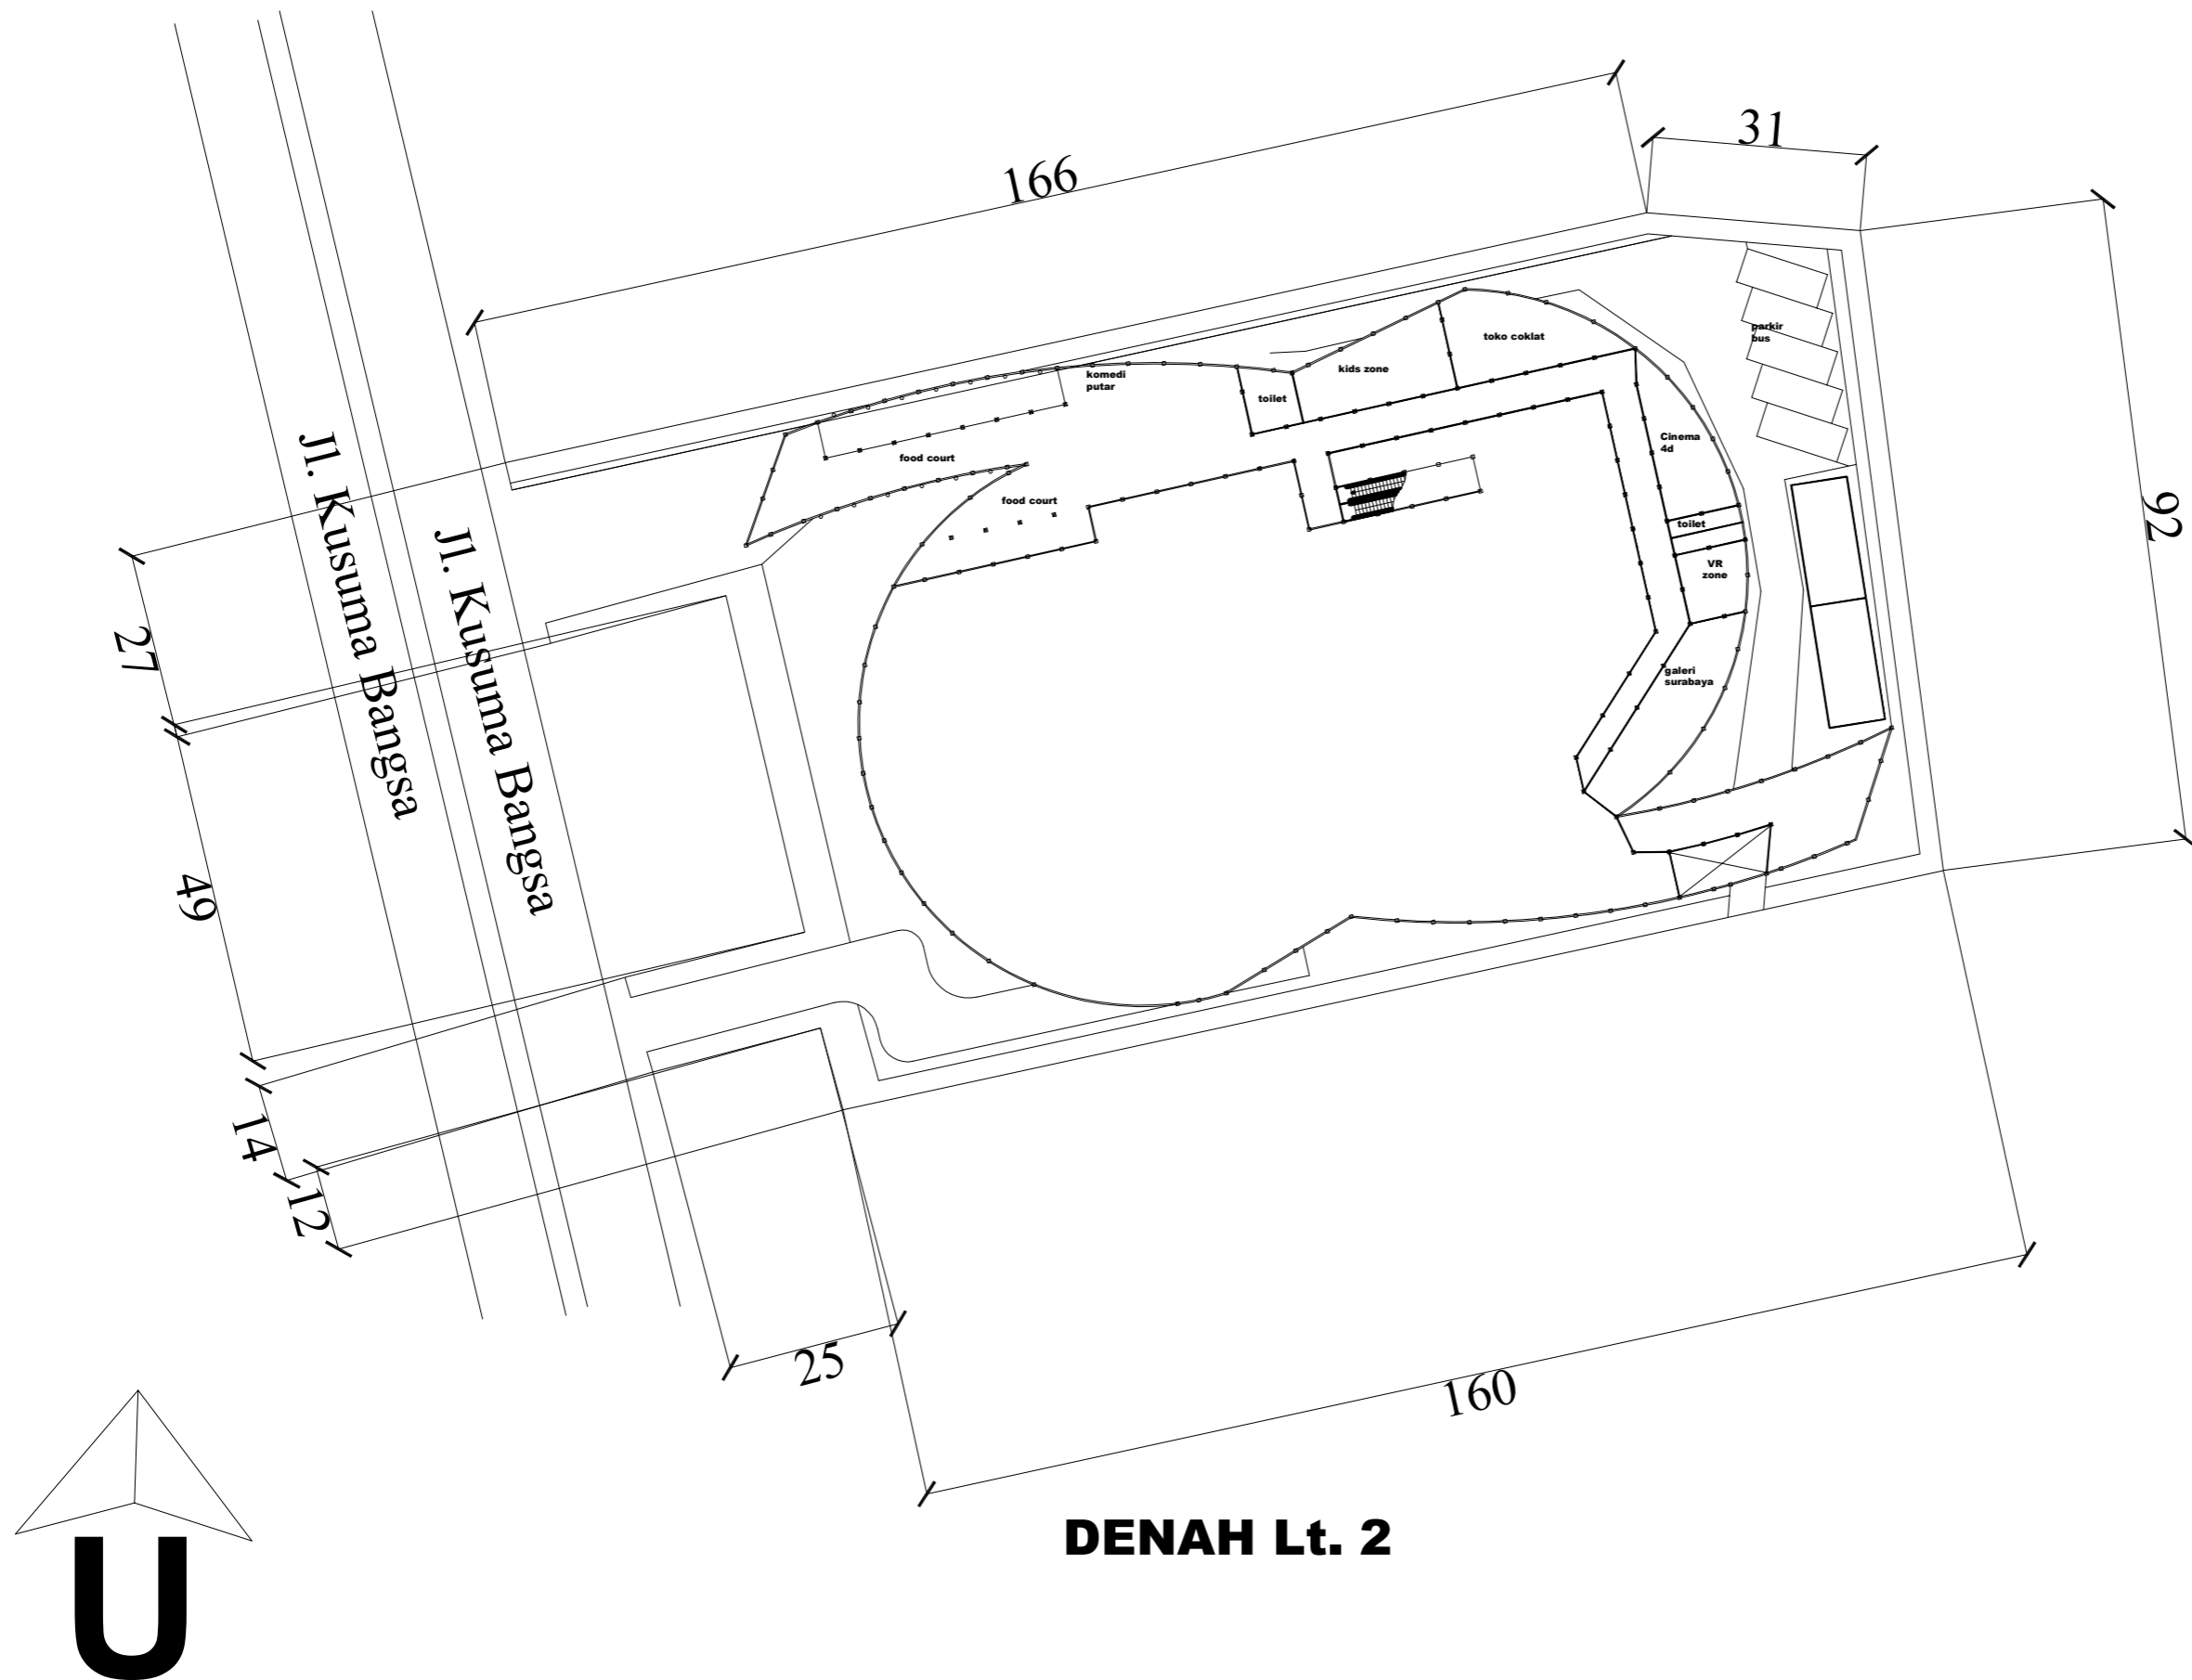 166
31
92
27
49
14
12
25
160
Jl. Kusuma Bangsa
Jl. Kusuma Bangsa
komedi
putar
food court
food court
toilet
kids zone
toko coklat
Cinema
4d
toilet
VR
zone
galeri
surabaya
parkir
bus
DENAH Lt. 2
U